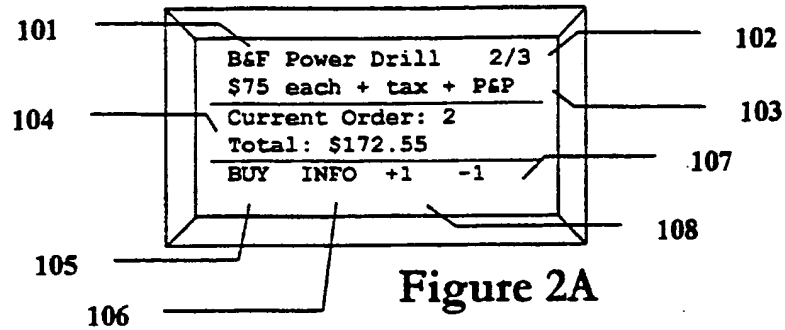 101
102
B&F Power Drill 2/3
$75 each + tax + P&P
103
104
Current Order: 2
Total: $172.55
107
BUY INFO +1 -1
108
105
106
Figure 2A